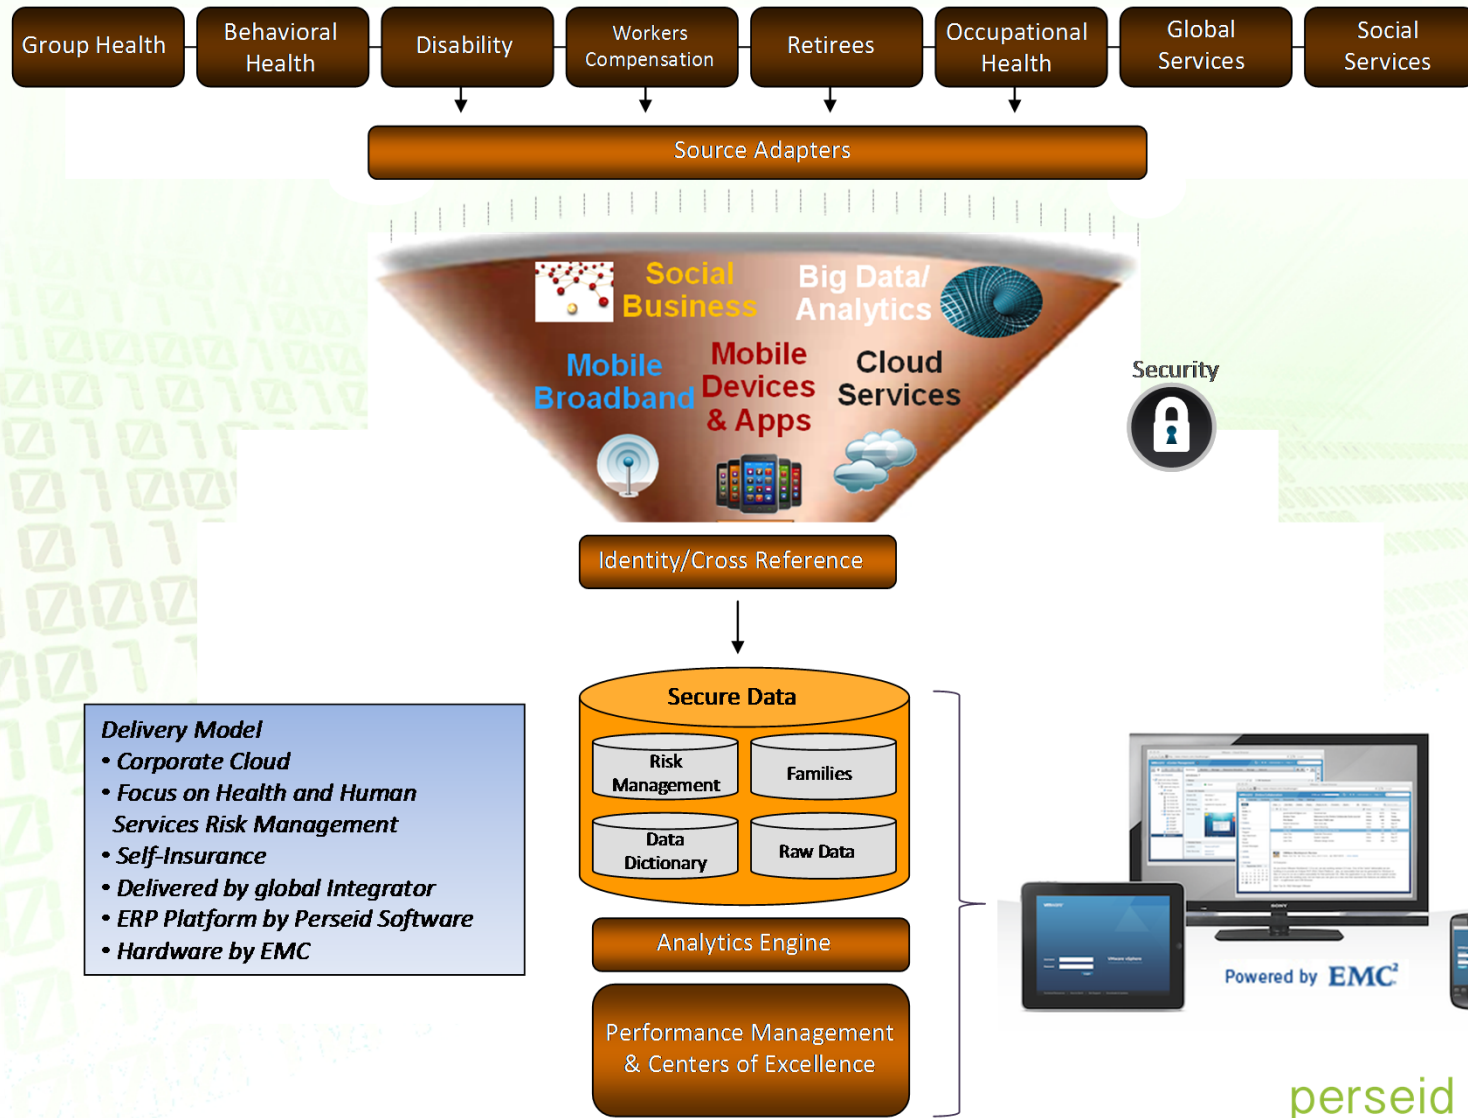 Group Health
Behavioral
Health
Disability
Workers
Compensation
Retirees
Occupational
Health
Global
Services
Social
Services
Source Adapters
Social
Business
Big Data/
Analytics
Mobile
Broadband
Mobile
Devices
& Apps
Cloud
Services
Security
Identity/Cross Reference
Secure Data
Risk
Management
Families
Data
Dictionary
Raw Data
Delivery Model
• Corporate Cloud
• Focus on Health and Human
Services Risk Management
• Self-Insurance
• Delivered by global Integrator
• ERP Platform by Perseid Software
• Hardware by EMC
Analytics Engine
Performance Management
& Centers of Excellence
SONY
Powered by EMC²
perseid